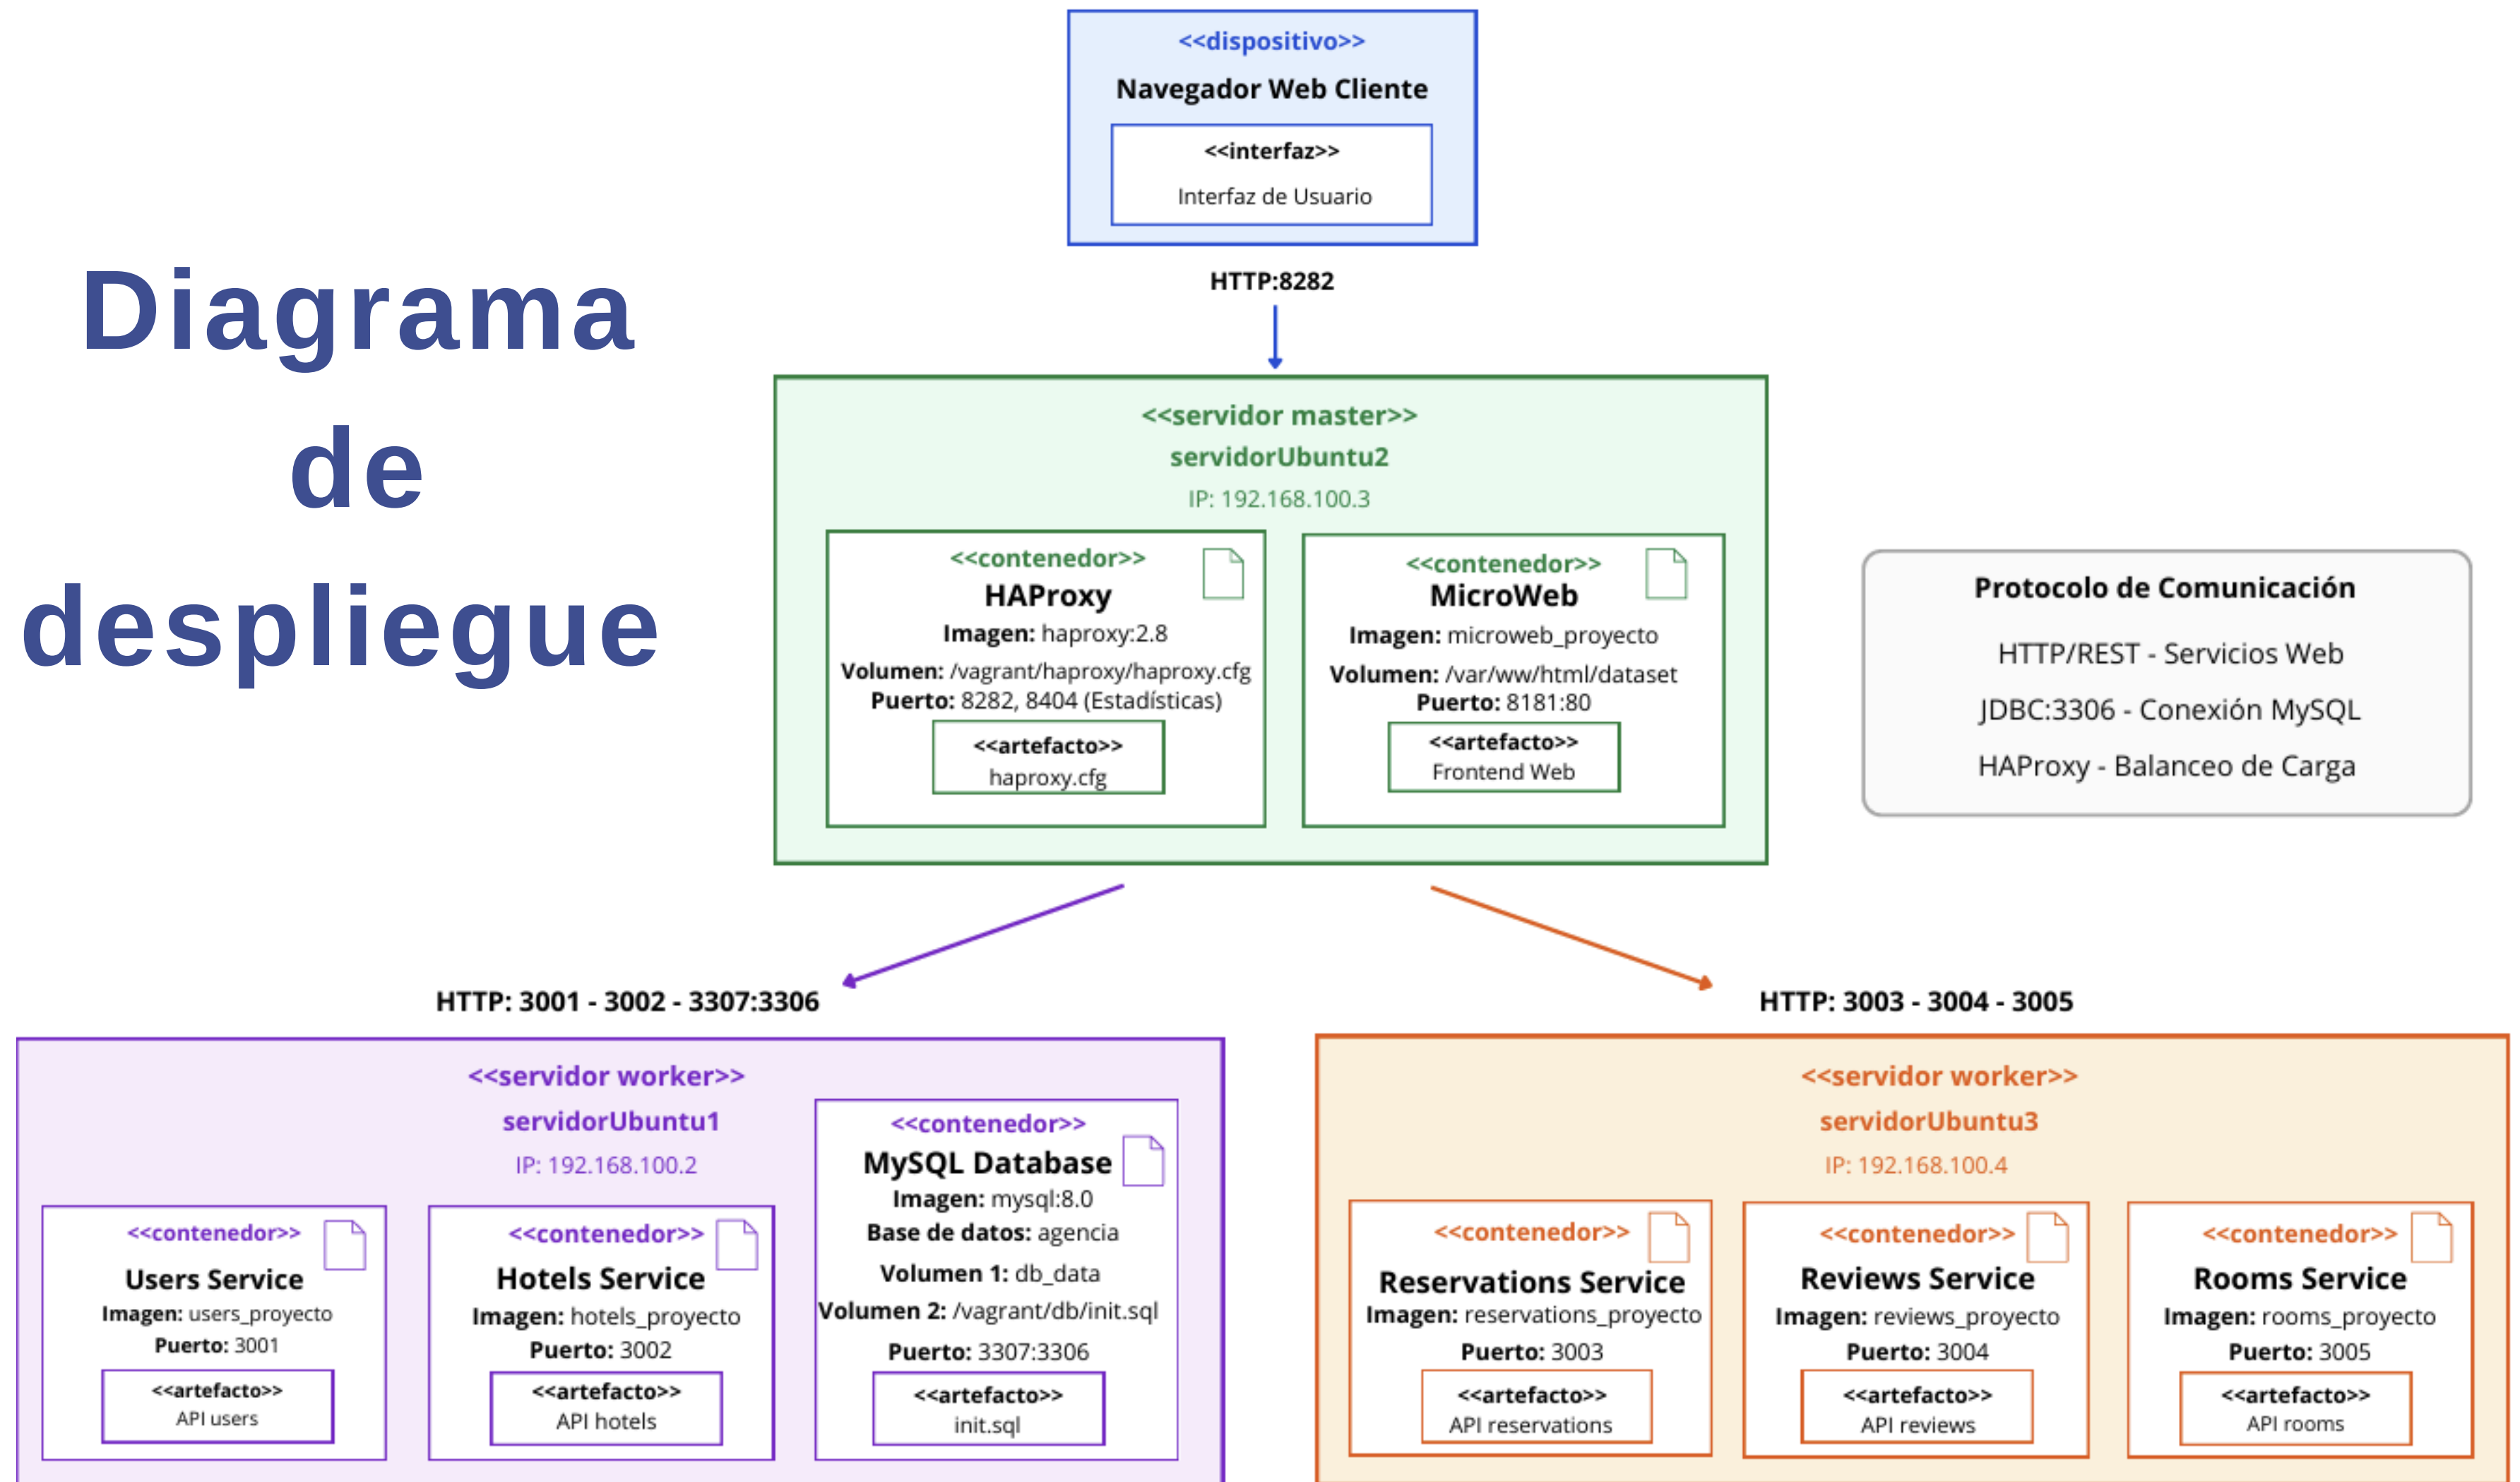 Diagrama
de
despliegue
<<dispositivo>>
Navegador Web Cliente
<<interfaz>>
Interfaz de Usuario
HTTP:8282
<<servidor master>>
servidorUbuntu2
IP: 192.168.100.3
<<contenedor>>
HAProxy
Imagen: haproxy:2.8
Volumen: /vagrant/haproxy/haproxy.cfg
Puerto: 8282, 8404 (Estadísticas)
<<artefacto>>
haproxy.cfg
<<contenedor>>
MicroWeb
Imagen: microweb_proyecto
Volumen: /var/ww/html/dataset
Puerto: 8181:80
<<artefacto>>
Frontend Web
Protocolo de Comunicación
HTTP/REST - Servicios Web
JDBC:3306 - Conexión MySQL
HAProxy - Balanceo de Carga
HTTP: 3001 - 3002 - 3307:3306
<<servidor worker>>
servidorUbuntu1
IP: 192.168.100.2
<<contenedor>>
Users Service
Imagen: users_proyecto
Puerto: 3001
<<artefacto>>
API users
<<contenedor>>
Hotels Service
Imagen: hotels_proyecto
Puerto: 3002
<<artefacto>>
API hotels
<<contenedor>>
MySQL Database
Imagen: mysql:8.0
Base de datos: agencia
Volumen 1: db_data
Volumen 2: /vagrant/db/init.sql
Puerto: 3307:3306
<<artefacto>>
init.sql
HTTP: 3003 - 3004 - 3005
<<servidor worker>>
servidorUbuntu3
IP: 192.168.100.4
<<contenedor>>
Reservations Service
Imagen: reservations_proyecto
Puerto: 3003
<<artefacto>>
API reservations
<<contenedor>>
Reviews Service
Imagen: reviews_proyecto
Puerto: 3004
<<artefacto>>
API reviews
<<contenedor>>
Rooms Service
Imagen: rooms_proyecto
Puerto: 3005
<<artefacto>>
API rooms